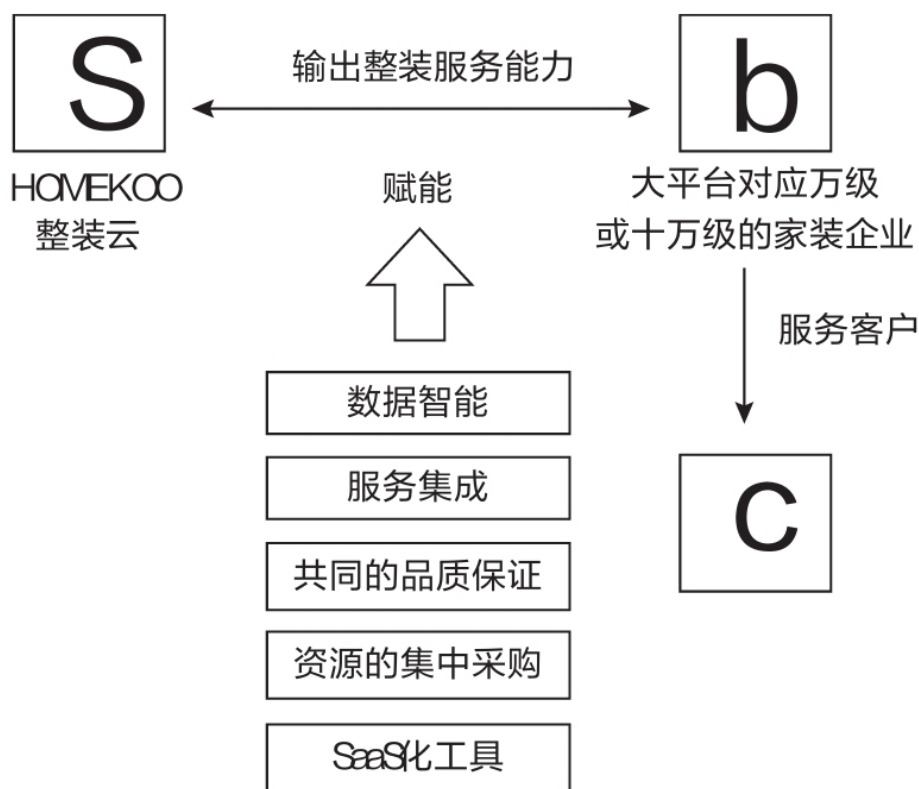 S
输出整装服务能力
b
HOMEKOO
整装云
赋能
大平台对应万级
或十万级的家装企业
服务客户
数据智能
服务集成
c
共同的品质保证
资源的集中采购
SaaS化工具